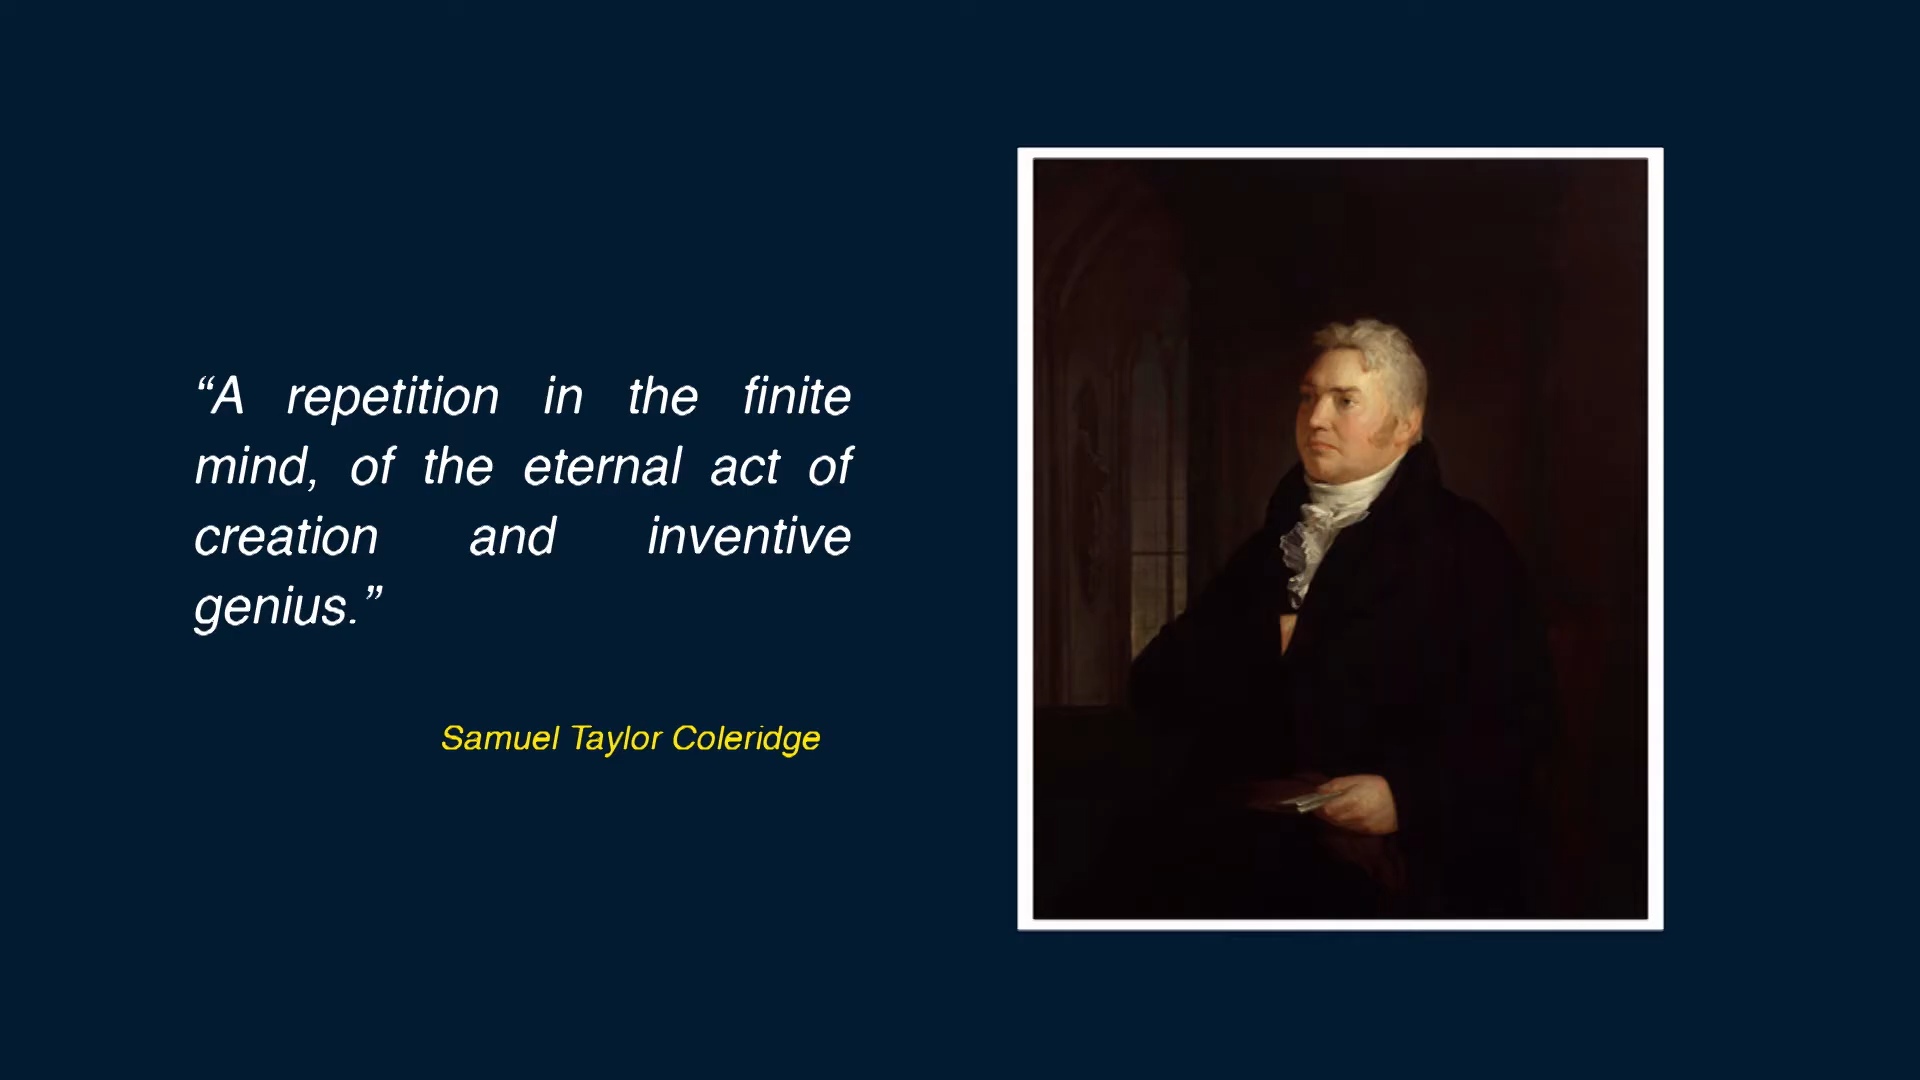 “A repetition in the finite
mind, of the eternal act of
creation and inventive
genius.”
Samuel Taylor Coleridge